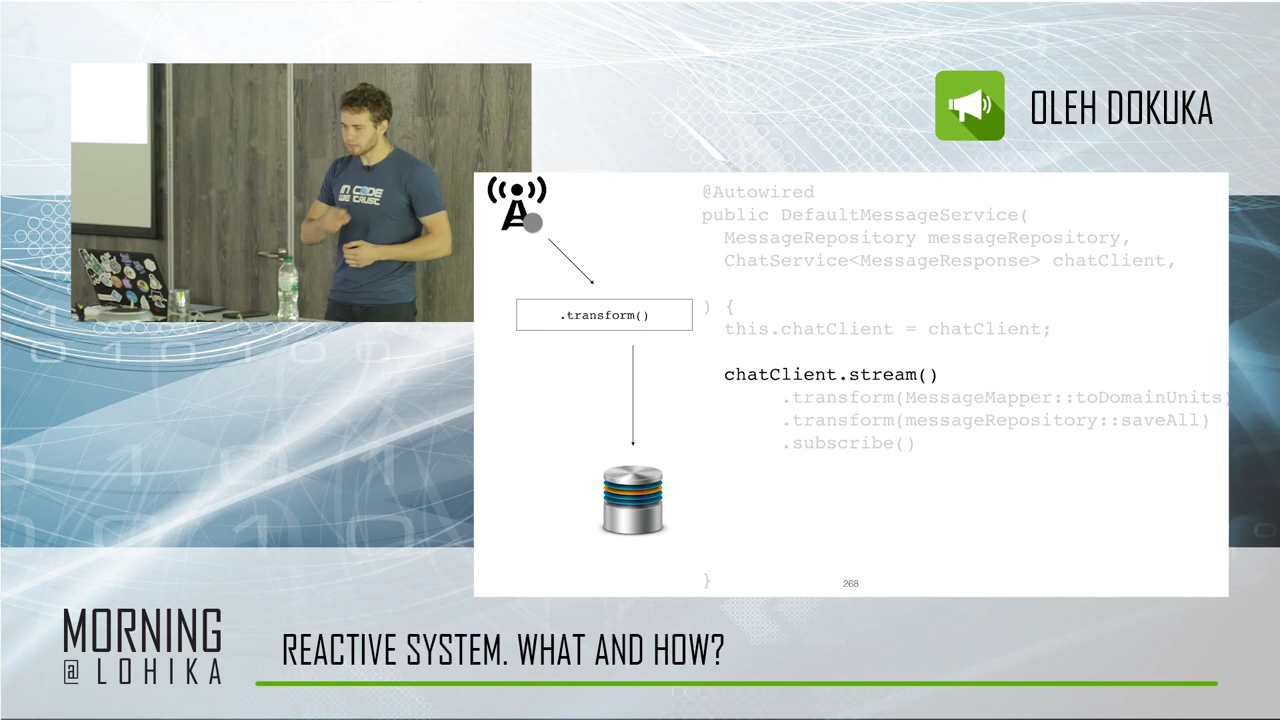 OLEH DOKUKA
IN CODE
WE TRUST
@Autowired
public DefaultMessageService(
MessageRepository messageRepository,
ChatService<MessageResponse> chatClient,
) {
this.chatClient = chatClient;
.transform()
chatClient.stream()
.transform(MessageMapper::toDomainUnits)
.transform(messageRepository::saveAll)
.subscribe()
}
268
MORNING
@ LOHIKA
REACTIVE SYSTEM. WHAT AND HOW?